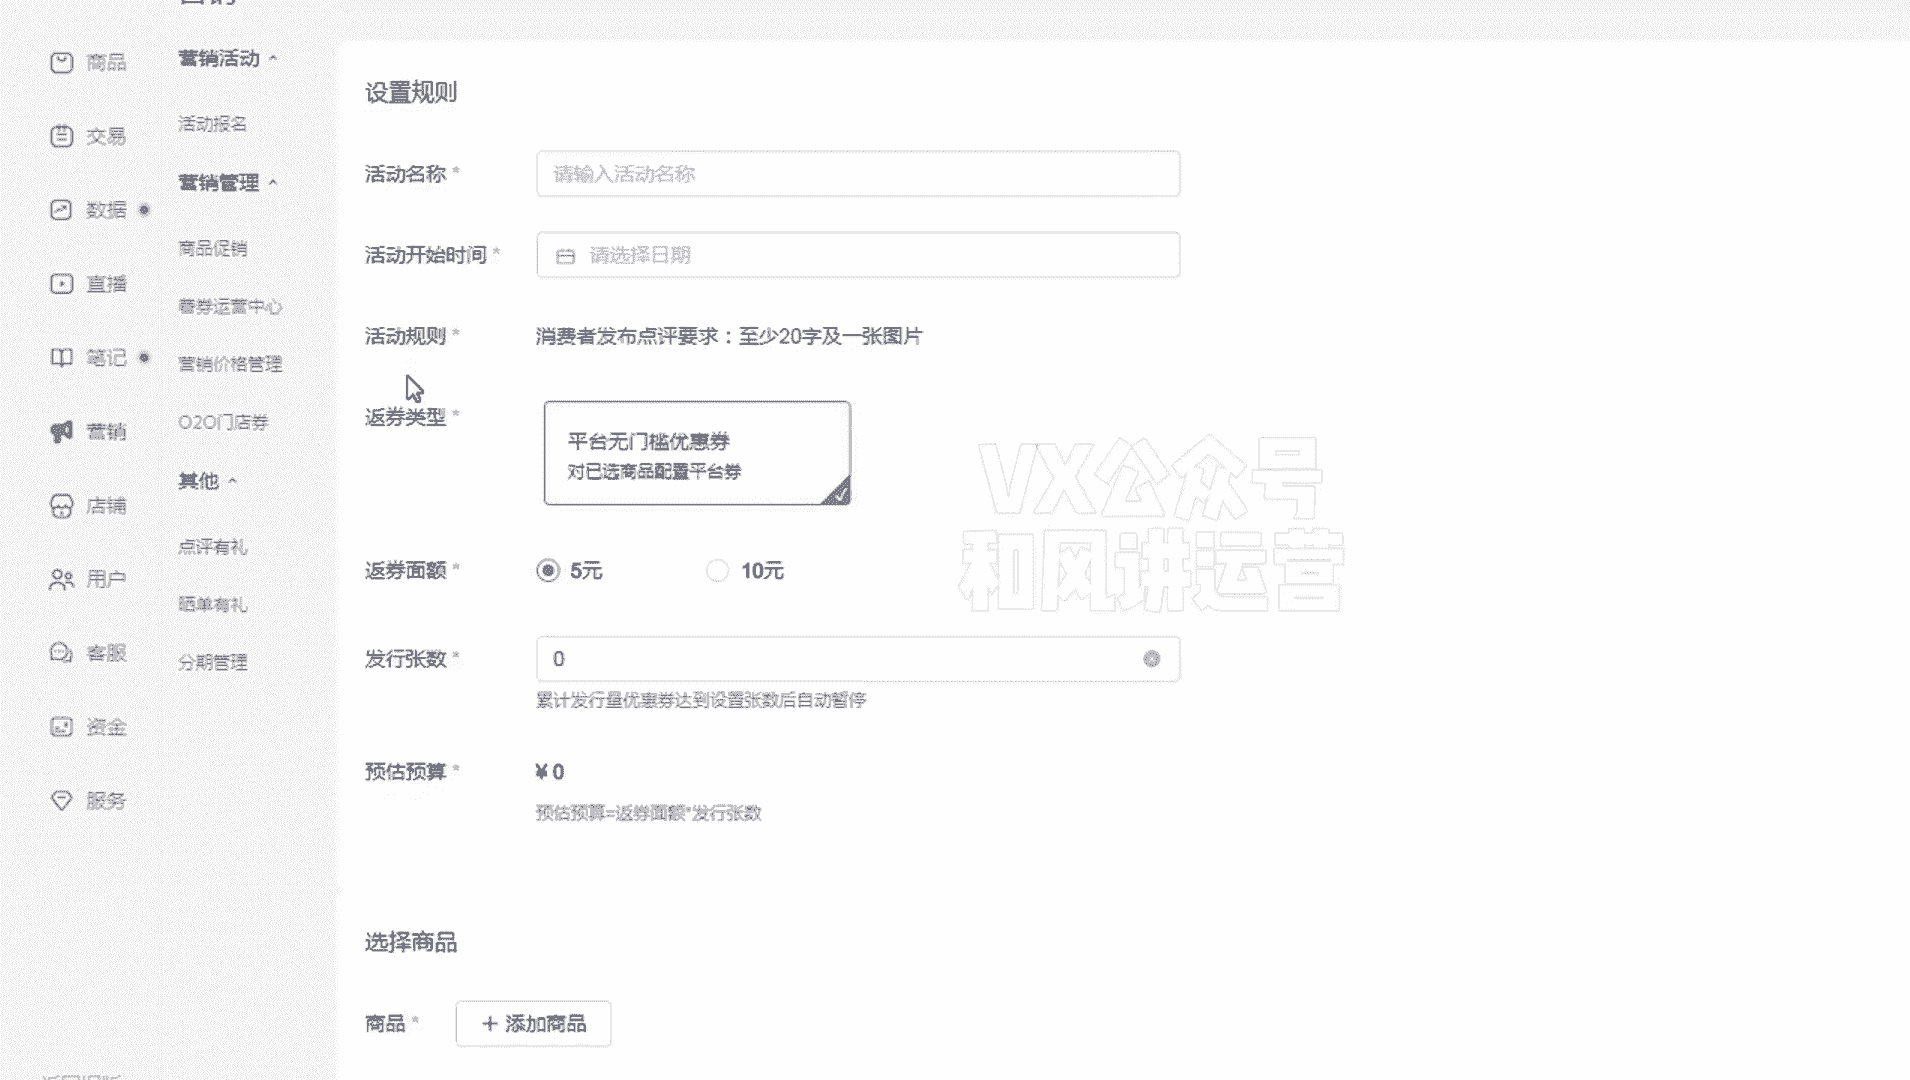 商品
交易
数据
直播
笔记
营销
店铺
用户
客服
资金
服务
营销活动
活动报名
营销管理
商品促销
薯券运营中心
营销价格管理
O2O门店券
其他
点评有礼
晒单有礼
分期管理
设置规则
活动名称*
请输入活动名称
活动开始时间*
请选择日期
活动规则*
消费者发布点评要求：至少20字及一张图片
返券类型*
平台无门槛优惠券
对已选商品配置平台券
返券面额*
5元
10元
发行张数*
0
累计发行量优惠券达到设置张数后自动暂停
预估预算*
¥0
预估预算=返券面额*发行张数
选择商品
商品*
+ 添加商品
VX公众号
和风讲运营